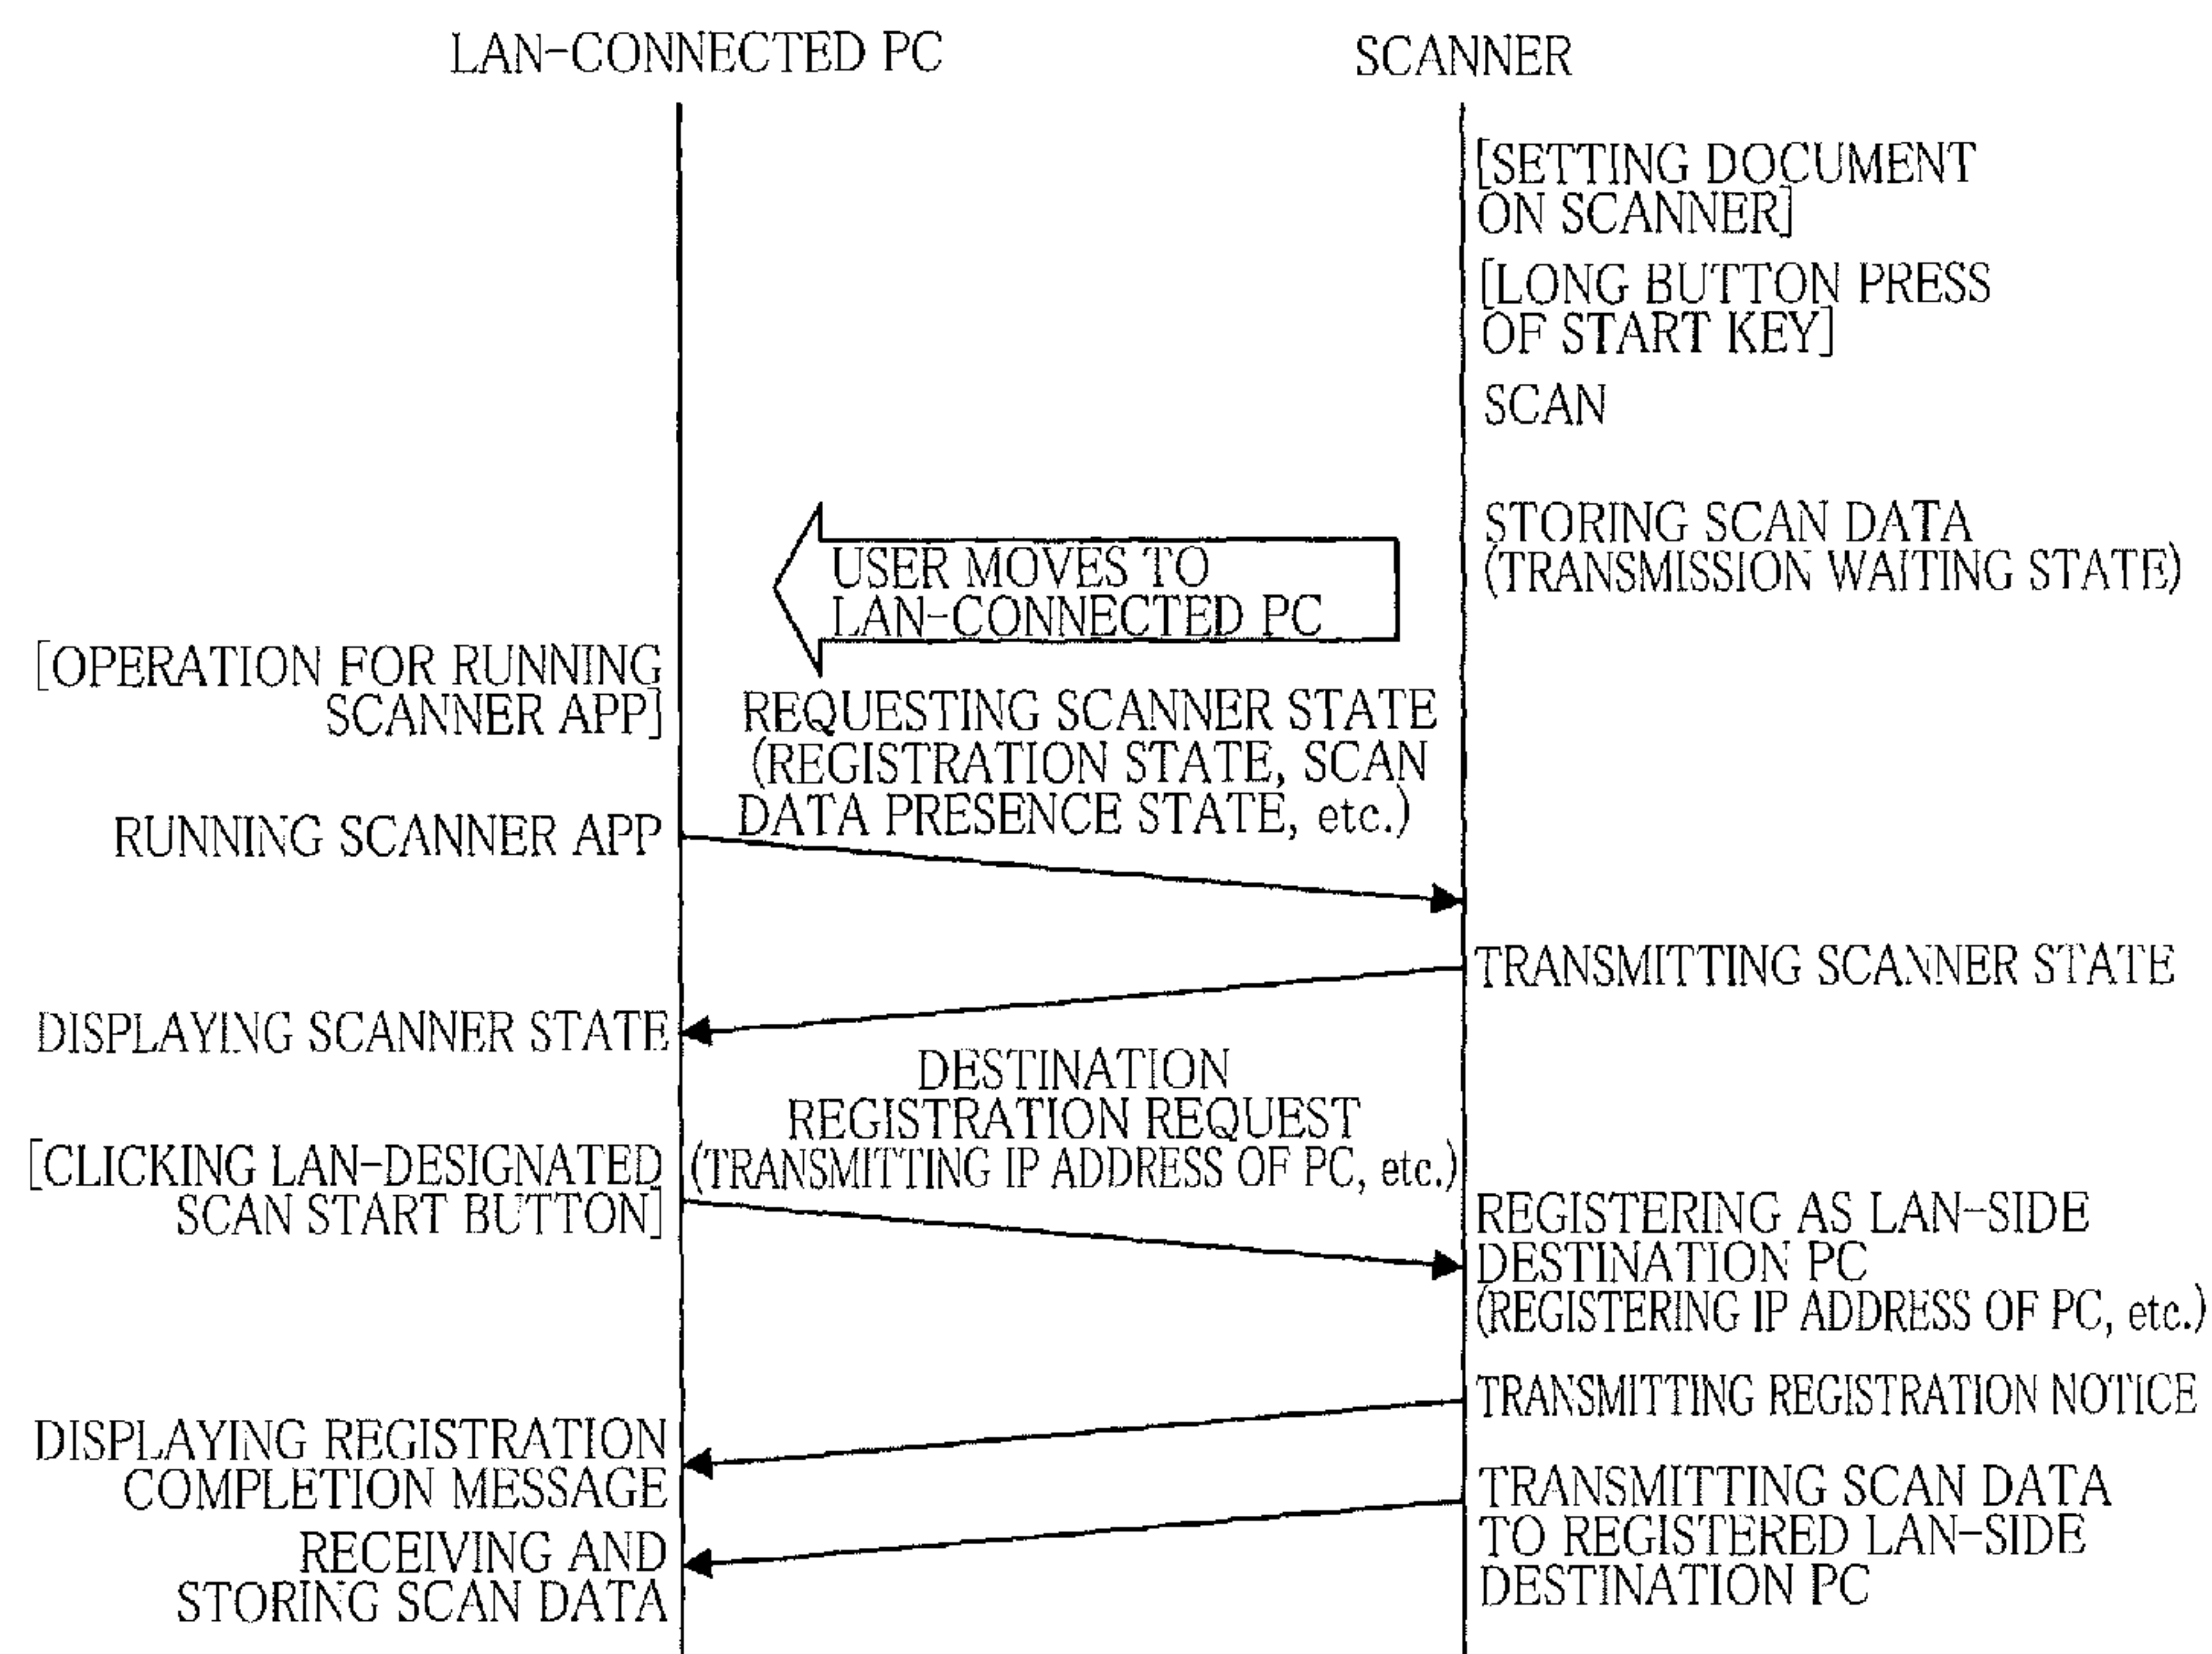 LAN-CONNECTED PC
SCANNER
[SETTING DOCUMENT
ON SCANNER]
[LONG BUTTON PRESS
OF START KEY]
SCAN
STORING SCAN DATA
(TRANSMISSION WAITING STATE)
USER MOVES TO
LAN-CONNECTED PC
[OPERATION FOR RUNNING
SCANNER APP]
REQUESTING SCANNER STATE
(REGISTRATION STATE, SCAN
DATA PRESENCE STATE, etc.)
RUNNING SCANNER APP
TRANSMITTING SCANNER STATE
DISPLAYING SCANNER STATE
DESTINATION
REGISTRATION REQUEST
(TRANSMITTING IP ADDRESS OF PC, etc.)
[CLICKING LAN-DESIGNATED
SCAN START BUTTON]
REGISTERING AS LAN-SIDE
DESTINATION PC
(REGISTERING IP ADDRESS OF PC, etc.)
TRANSMITTING REGISTRATION NOTICE
DISPLAYING REGISTRATION
COMPLETION MESSAGE
TRANSMITTING SCAN DATA
TO REGISTERED LAN-SIDE
DESTINATION PC
RECEIVING AND
STORING SCAN DATA